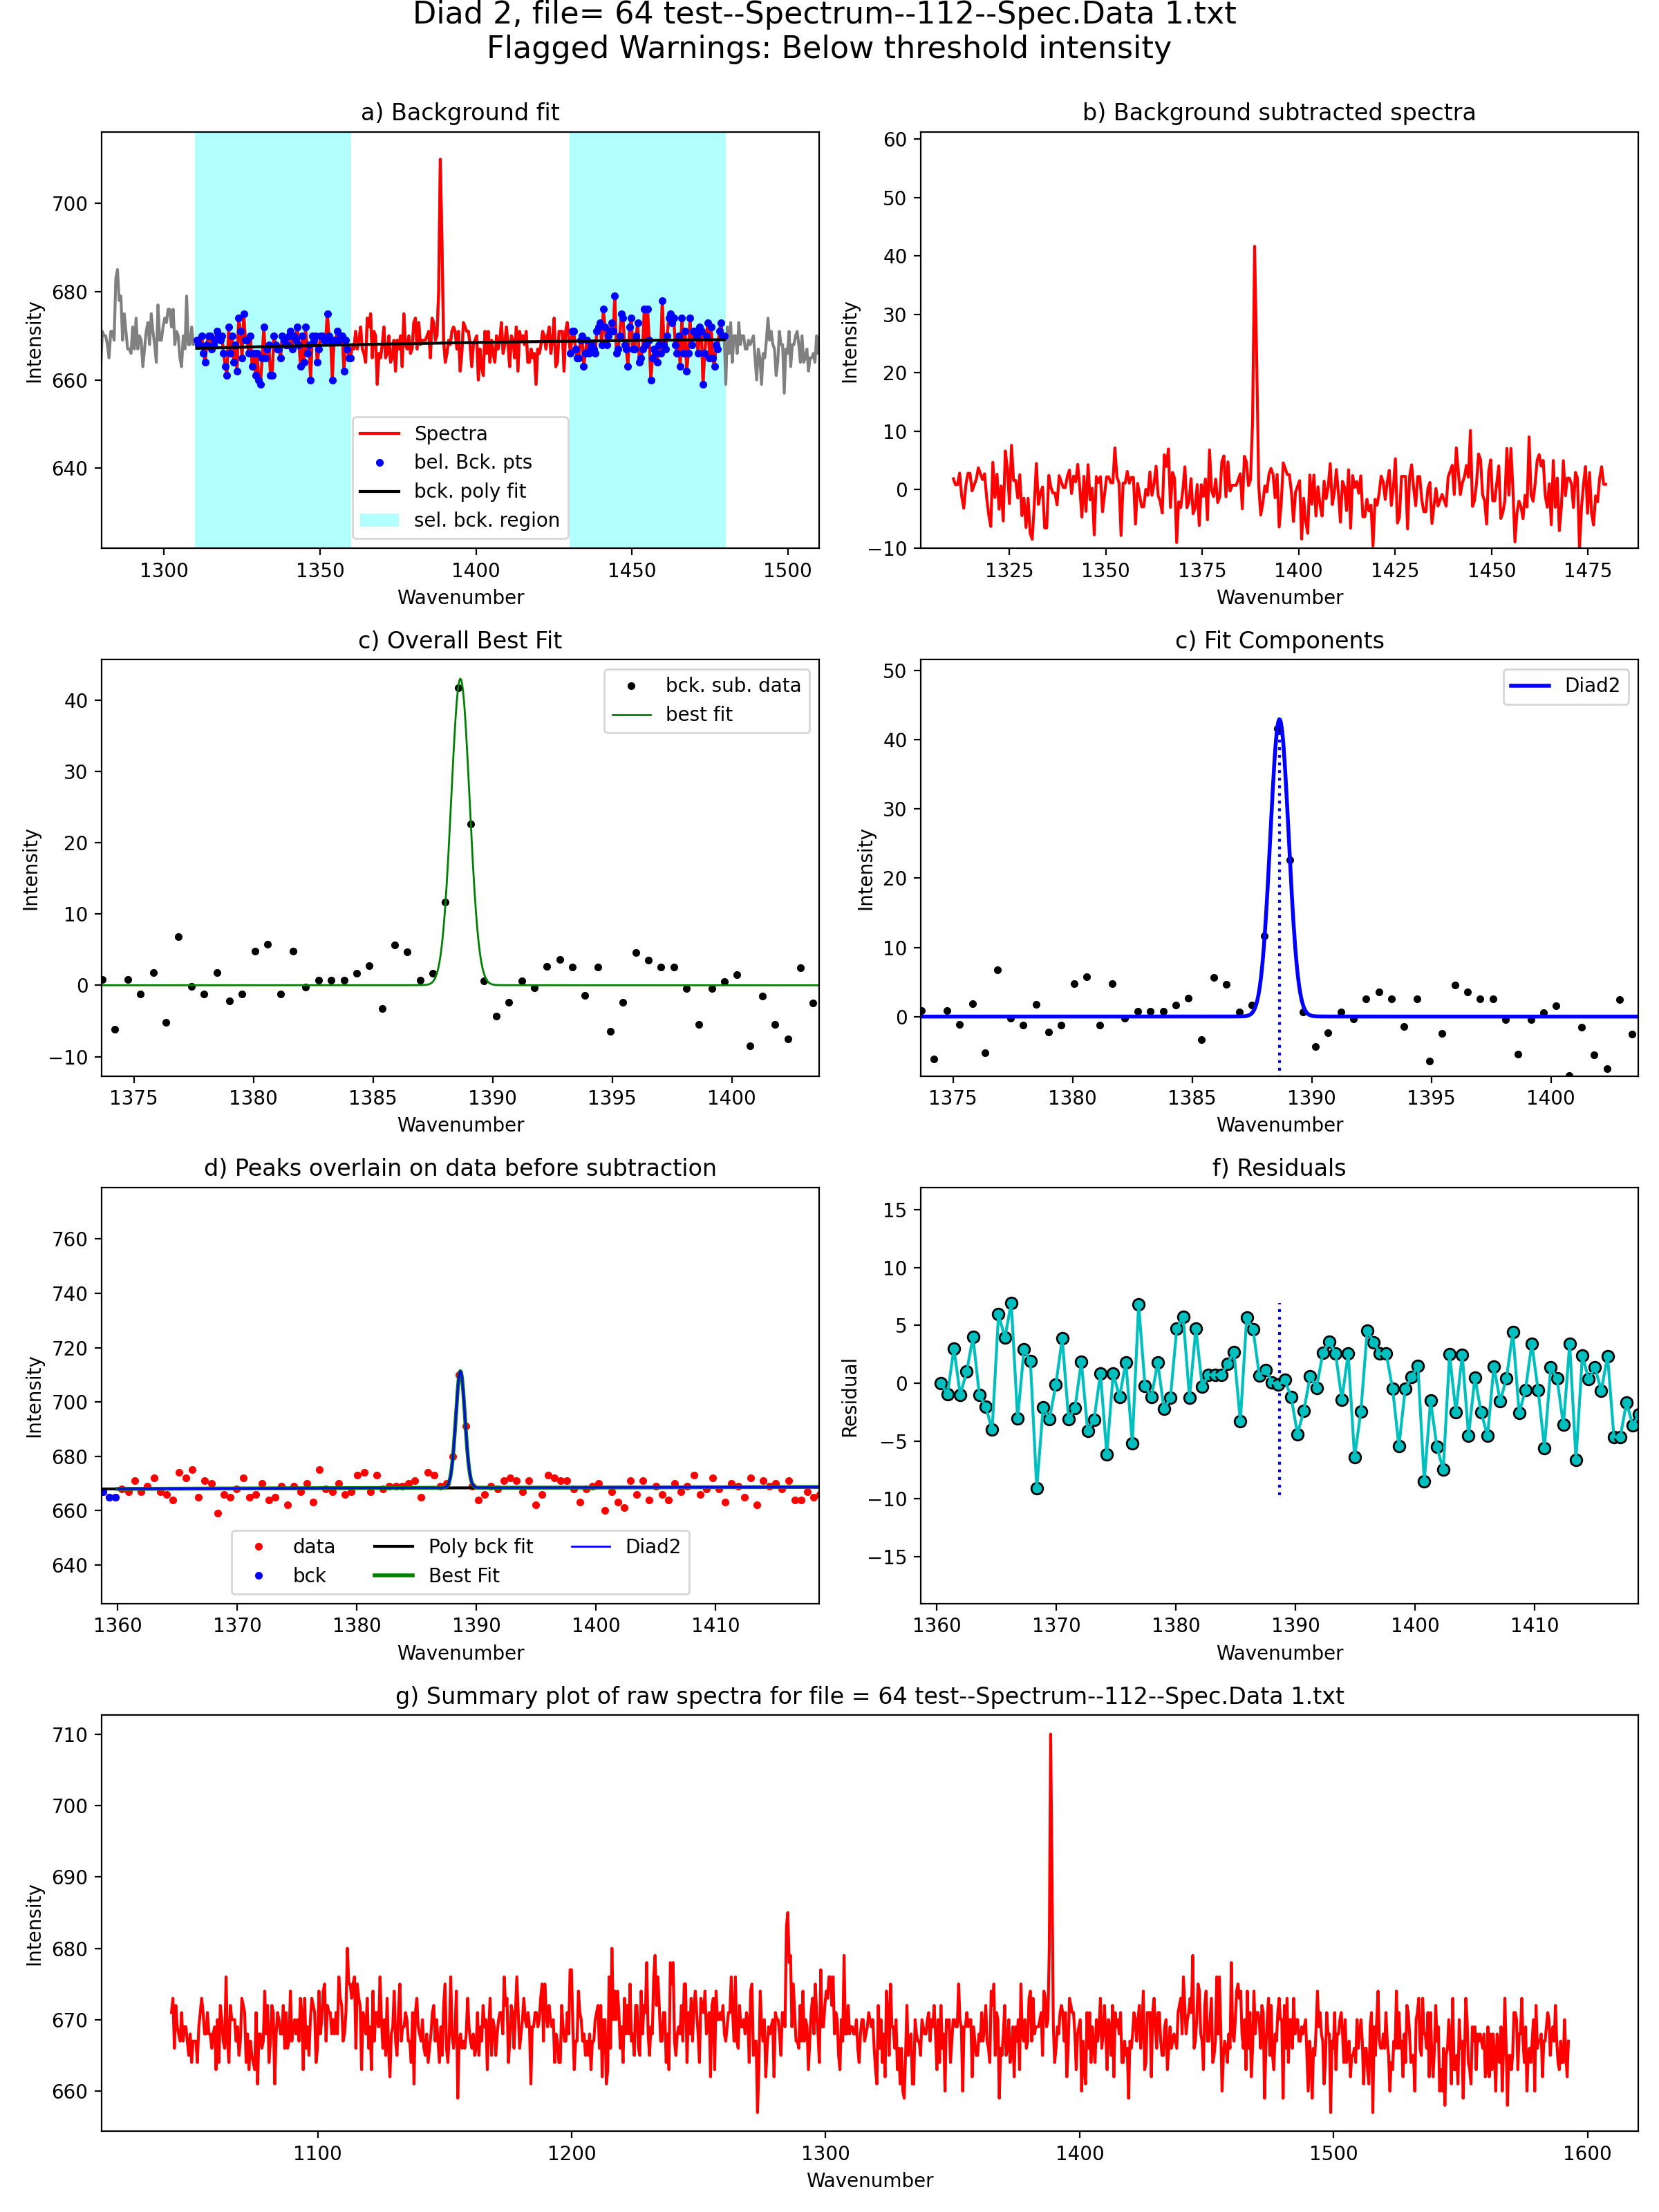 Diad 2, file= 64 test--Spectrum--112--Spec.Data 1.txt
Flagged Warnings: Below threshold intensity
a) Background fit
Intensity
700
680
660
640
1300 1350 1400 1450 1500
Wavenumber
Spectra
bel. Bck. pts
bck. poly fit
sel. bck. region
b) Background subtracted spectra
Intensity
60
50
40
30
20
10
0
−10
1325 1350 1375 1400 1425 1450 1475
Wavenumber
c) Overall Best Fit
Intensity
40
30
20
10
0
−10
1375 1380 1385 1390 1395 1400
Wavenumber
bck. sub. data
best fit
c) Fit Components
Intensity
50
40
30
20
10
0
1375 1380 1385 1390 1395 1400
Wavenumber
Diad2
d) Peaks overlain on data before subtraction
Intensity
760
740
720
700
680
660
640
1360 1370 1380 1390 1400 1410
Wavenumber
data Poly bck fit Diad2
bck Best Fit
f) Residuals
Residual
15
10
5
0
−5
−10
−15
1360 1370 1380 1390 1400 1410
Wavenumber
g) Summary plot of raw spectra for file = 64 test--Spectrum--112--Spec.Data 1.txt
Intensity
710
700
690
680
670
660
1100 1200 1300 1400 1500 1600
Wavenumber